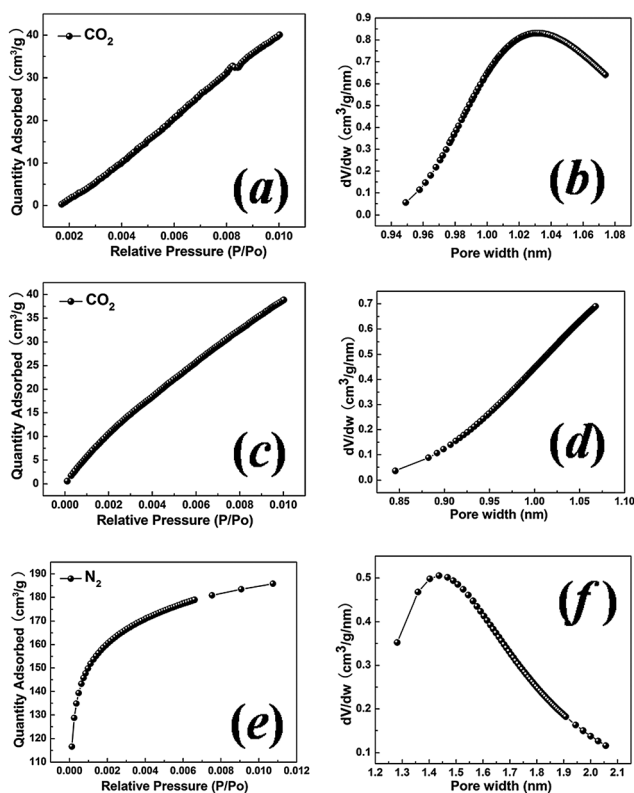 CO2
Quantity Adsorbed (cm3/g)
40
30
20
10
0
0.002 0.004 0.006 0.008 0.010
Relative Pressure (P/Po)
(a)
dV/dw (cm3/g/nm)
0.9
0.8
0.7
0.6
0.5
0.4
0.3
0.2
0.1
0.0
0.94 0.96 0.98 1.00 1.02 1.04 1.06 1.08
Pore width (nm)
(b)
CO2
Quantity Adsorbed (cm3/g)
40
35
30
25
20
15
10
5
0
0.000 0.002 0.004 0.006 0.008 0.010
Relative Pressure (P/Po)
(c)
dV/dw (cm3/g/nm)
0.7
0.6
0.5
0.4
0.3
0.2
0.1
0.0
0.85 0.90 0.95 1.00 1.05 1.10
Pore width (nm)
(d)
N2
Quantity Adsorbed (cm3/g)
190
180
170
160
150
140
130
120
110
0.000 0.002 0.004 0.006 0.008 0.010 0.012
Relative Pressure (P/Po)
(e)
dV/dw (cm3/g/nm)
0.5
0.4
0.3
0.2
0.1
1.2 1.3 1.4 1.5 1.6 1.7 1.8 1.9 2.0 2.1
Pore width (nm)
(f)